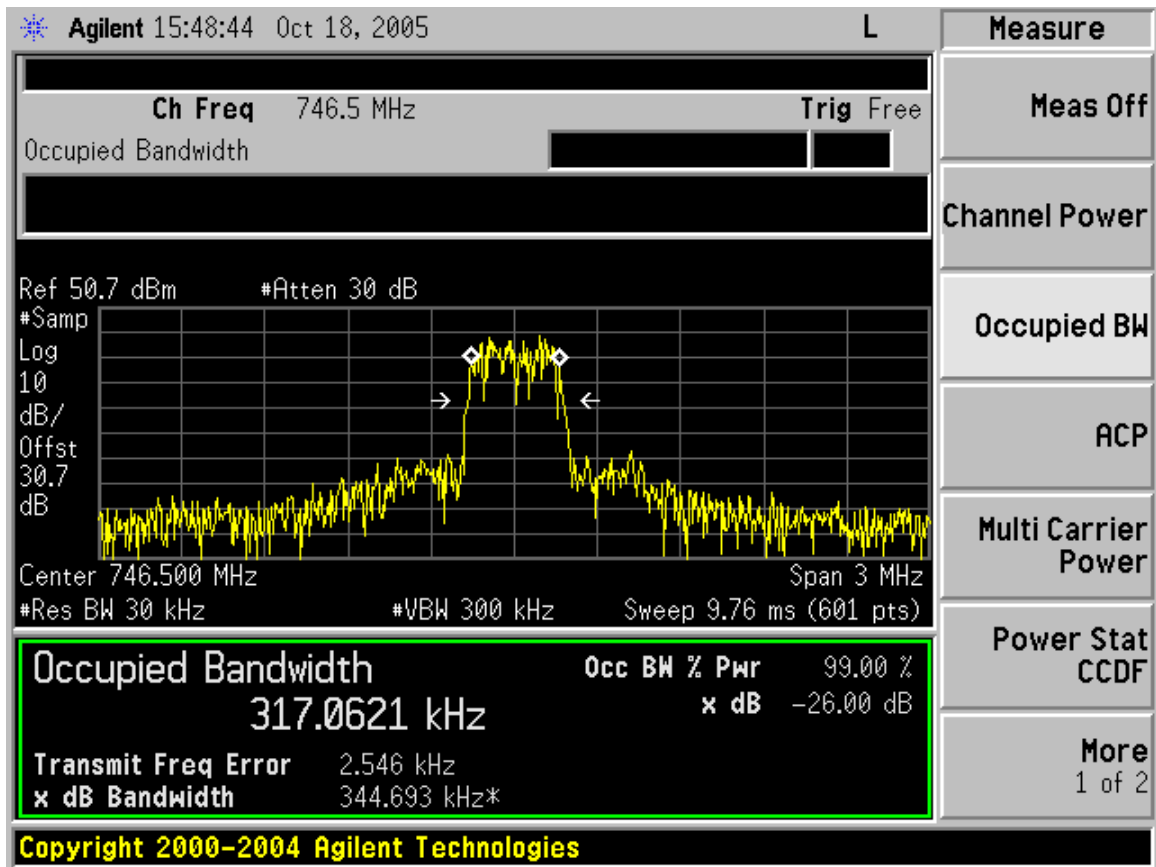 Agilent 15:48:44 Oct 18, 2005 L
Measure
Ch Freq 746.5 MHz Trig Free
Occupied Bandwidth
Meas Off
Channel Power
Occupied BW
ACP
Multi Carrier
Power
Power Stat
CCDF
More
1 of 2
Ref 50.7 dBm #Atten 30 dB
#Samp
Log
10
dB/
Offst
30.7
dB
Center 746.500 MHz Span 3 MHz
#Res BW 30 kHz #VBW 300 kHz Sweep 9.76 ms (601 pts)
Occupied Bandwidth
317.0621 kHz
Occ BW % Pwr 99.00 %
x dB -26.00 dB
Transmit Freq Error 2.546 kHz
x dB Bandwidth 344.693 kHz*
Copyright 2000-2004 Agilent Technologies